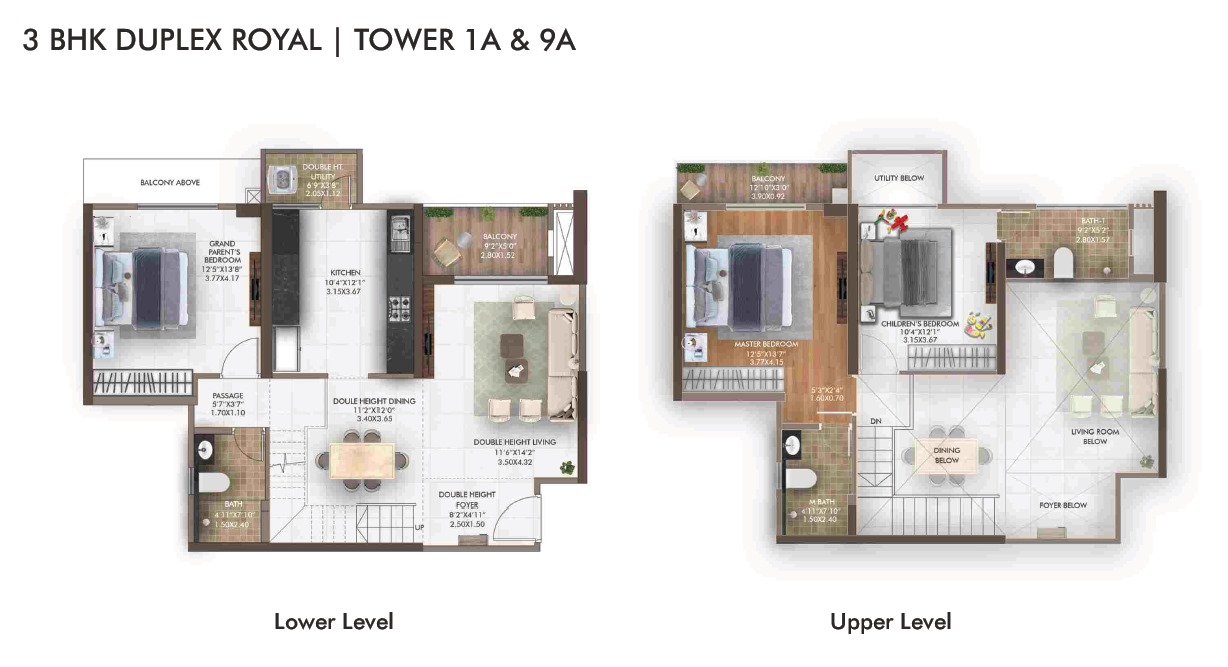 3 BHK DUPLEX ROYAL | TOWER 1A & 9A
BALCONY ABOVE
DOUBLE HT.
UTILITY
6'9"X3'8"
2.05X1.12
GRAND
PARENT'S
BEDROOM
12'5"X13'8"
3.77X4.17
KITCHEN
10'4"X12'1"
3.15X3.67
BALCONY
9'2"X5'0"
2.80X1.52
PASSAGE
5'7"X3'7"
1.70X1.10
DOULE HEIGHT DINING
11'2"X12'0"
3.40X3.65
DOUBLE HEIGHT LIVING
11'6"X14'2"
3.50X4.32
BATH
4'11"X7'10"
1.50X2.40
DOUBLE HEIGHT
FOYER
8'2"X4'11"
2.50X1.50
UP
Lower Level
BALCONY
12'10"X3'0"
3.90X0.92
UTILITY BELOW
BATH-1
9'2"X5'2"
2.80X1.57
MASTER BEDROOM
12'5"X13'7"
3.77X4.15
CHILDREN'S BEDROOM
10'4"X12'1"
3.15X3.67
5'3"X2'4"
1.60X0.70
DN
DINING
BELOW
LIVING ROOM
BELOW
M BATH
4'11"X7'10"
1.50X2.40
FOYER BELOW
Upper Level